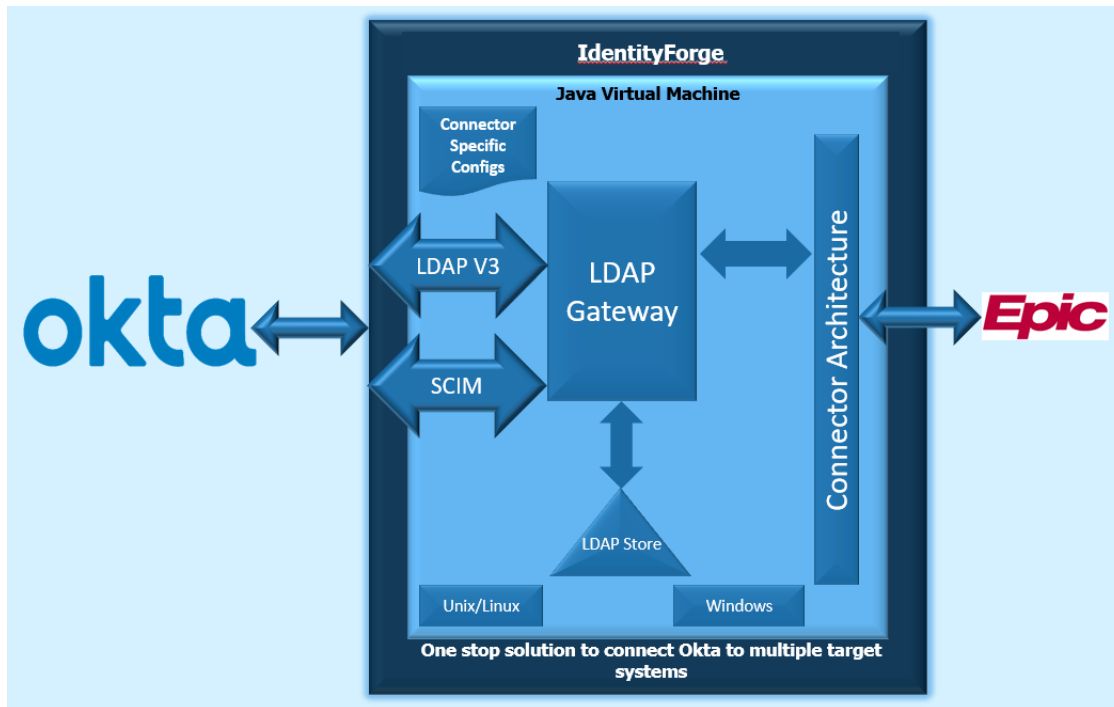 IdentityForge
Java Virtual Machine
Connector
Specific
Configs
LDAP V3
LDAP
Gateway
SCIM
okta
Connector Architecture
Epic
LDAP Store
Unix/Linux
Windows
One stop solution to connect Okta to multiple target
systems